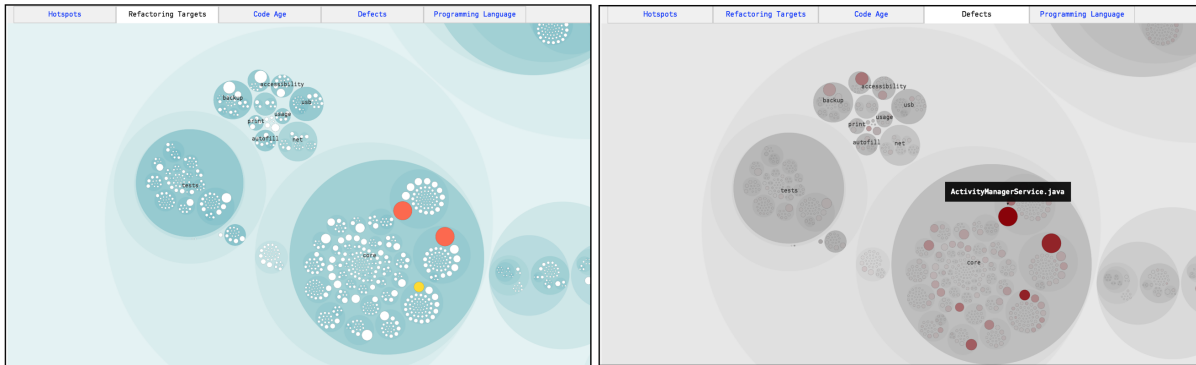 Hotspots Refactoring Targets Code Age Defects Programming Language
accessibility
backup
usb
usage
print
autofill
net
tests
core
Hotspots Refactoring Targets Code Age Defects Programming Language
accessibility
backup
usb
usage
print
autofill
net
tests
ActivityManagerService.java
core